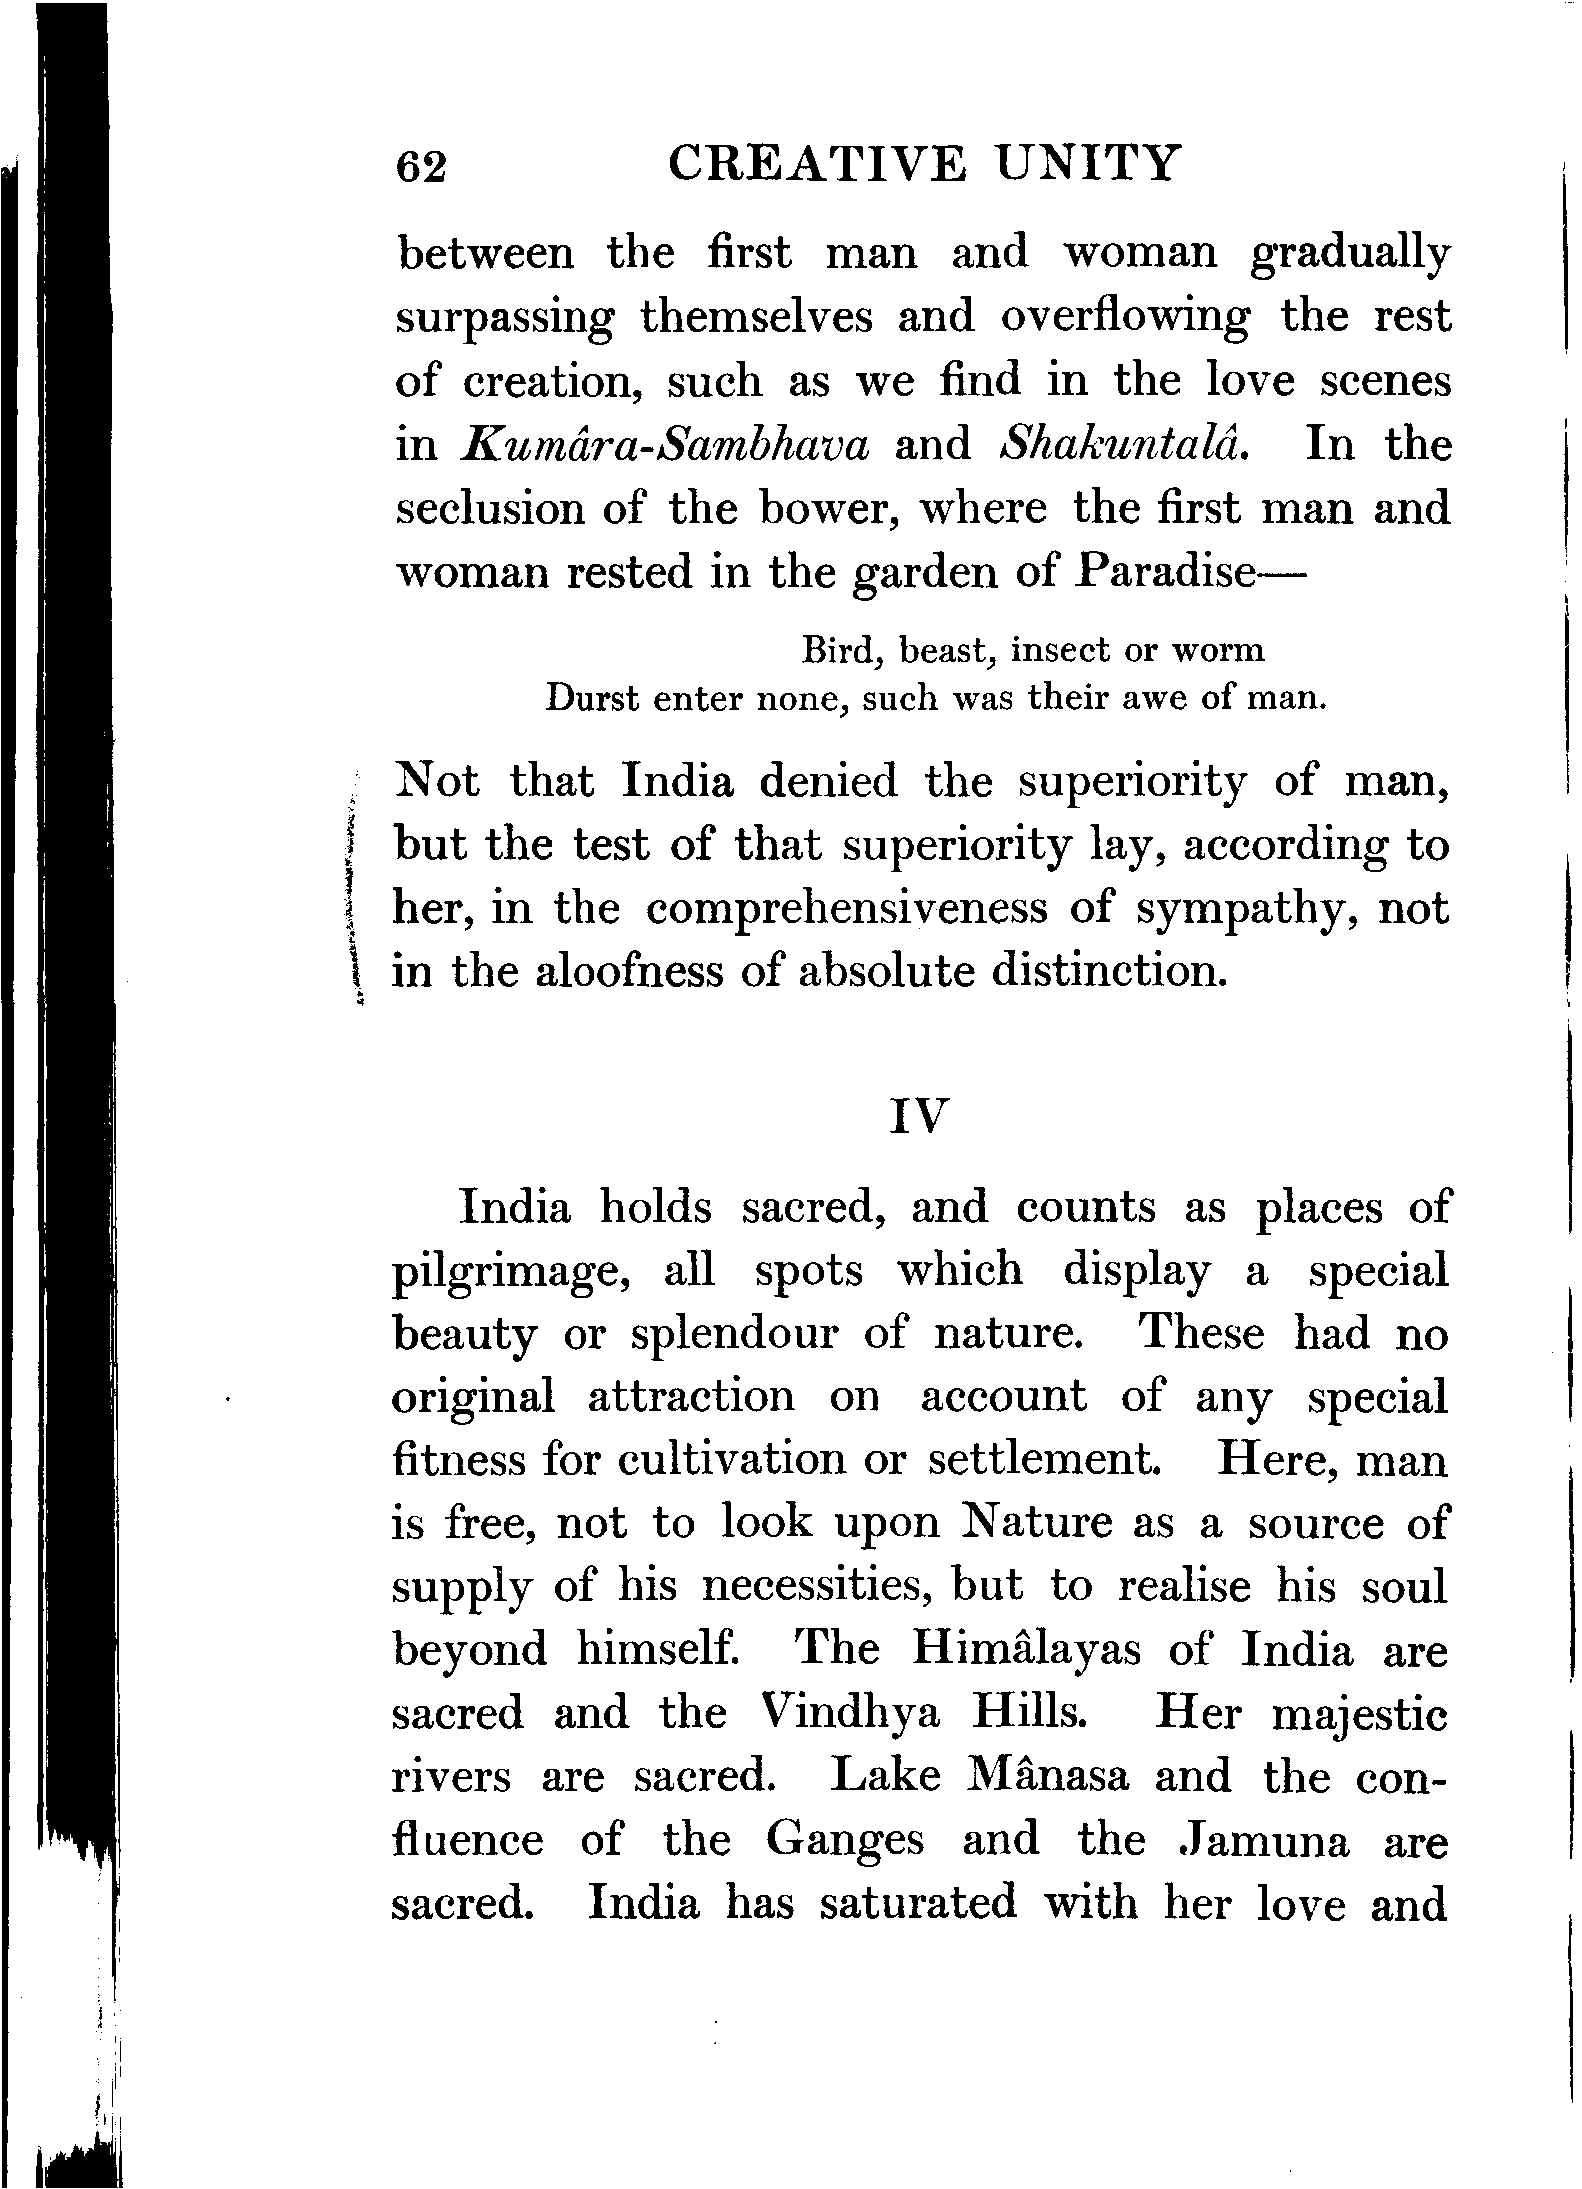 62 CREATIVE UNITY
between the first man and woman gradually
surpassing themselves and overflowing the rest
of creation, such as we find in the love scenes
in Kumâra-Sambhava and Shakuntalâ. In the
seclusion of the bower, where the first man and
woman rested in the garden of Paradise—
Bird, beast, insect or worm
Durst enter none, such was their awe of man.
Not that India denied the superiority of man,
but the test of that superiority lay, according to
her, in the comprehensiveness of sympathy, not
in the aloofness of absolute distinction.
IV
India holds sacred, and counts as places of
pilgrimage, all spots which display a special
beauty or splendour of nature. These had no
original attraction on account of any special
fitness for cultivation or settlement. Here, man
is free, not to look upon Nature as a source of
supply of his necessities, but to realise his soul
beyond himself. The Himâlayas of India are
sacred and the Vindhya Hills. Her majestic
rivers are sacred. Lake Mânasa and the con-
fluence of the Ganges and the Jamuna are
sacred. India has saturated with her love and